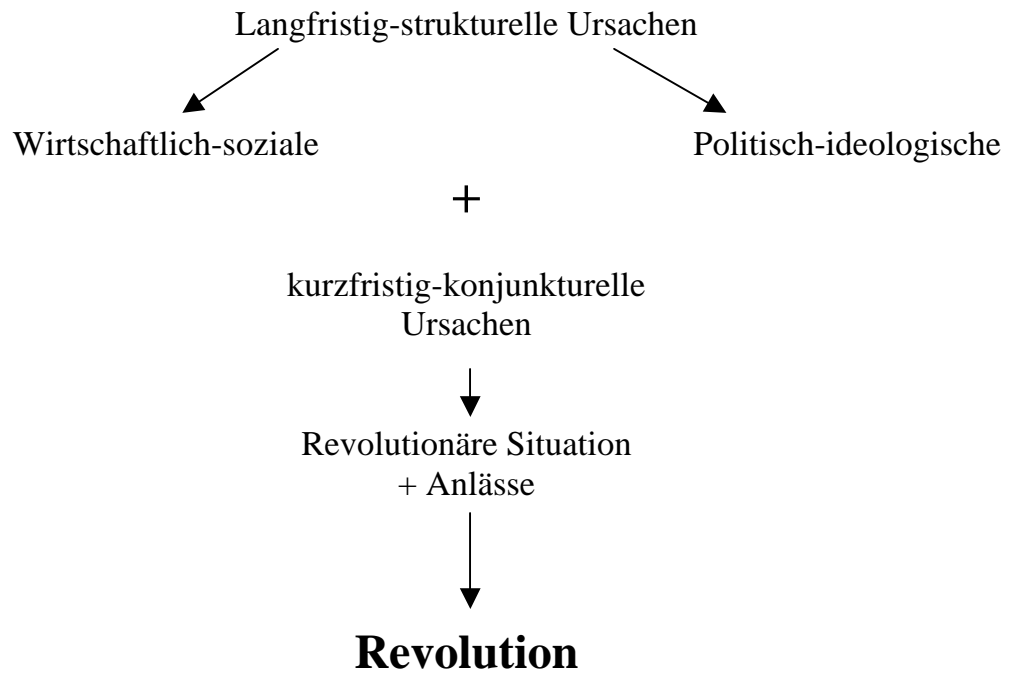 Langfristig-strukturelle Ursachen
Wirtschaftlich-soziale
Politisch-ideologische
+
kurzfristig-konjunkturelle
Ursachen
Revolutionäre Situation
+ Anlässe
Revolution